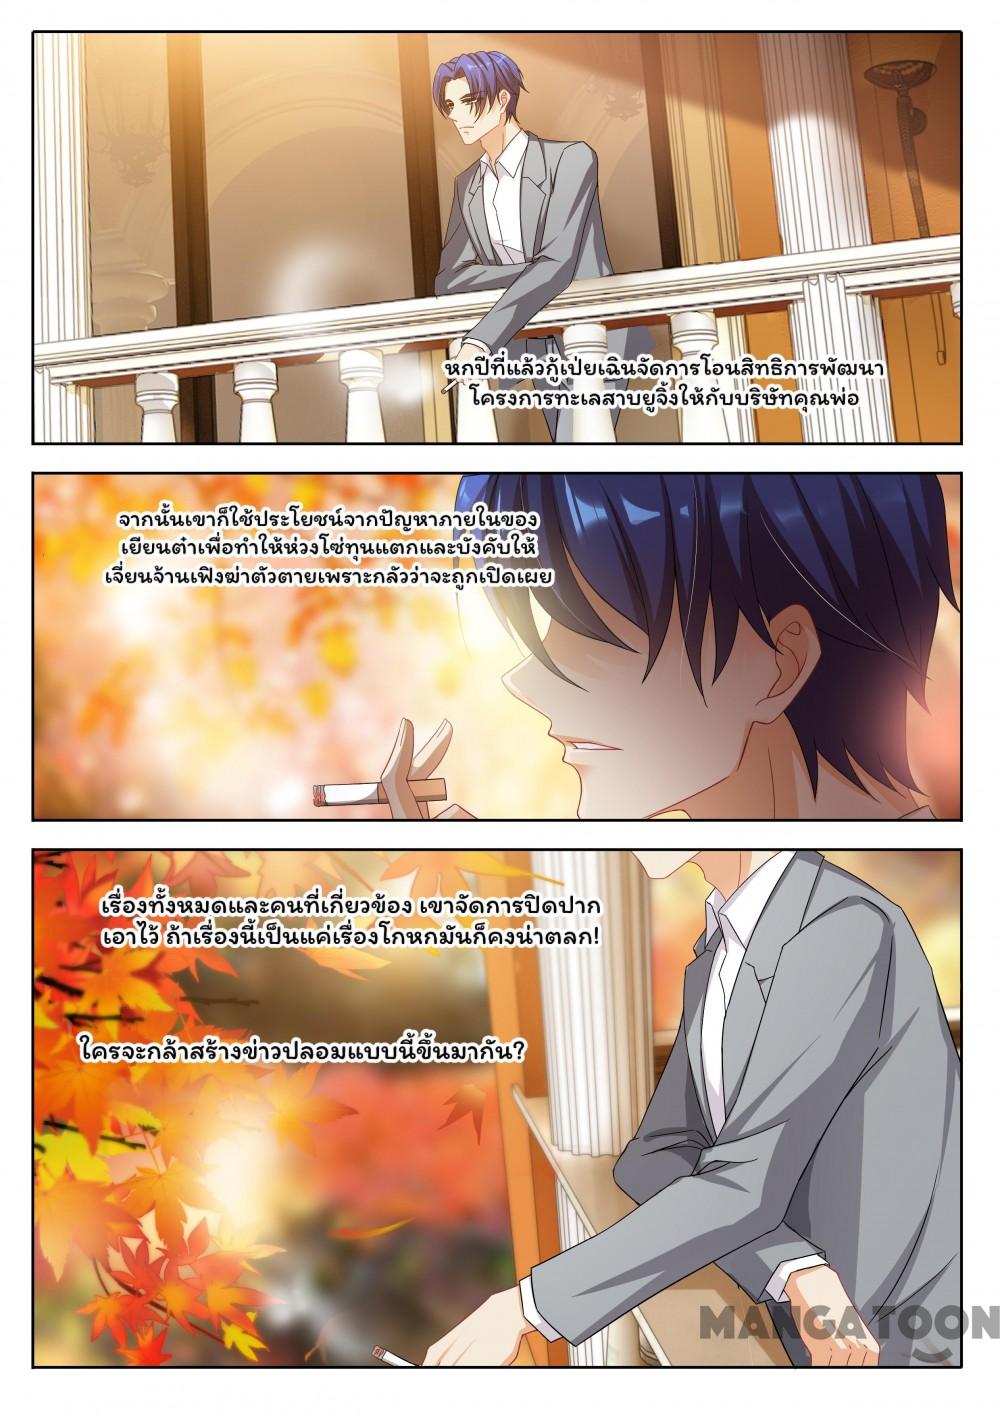 หกปีที่แล้วกู้เป่ยเฉินจัดการโอนสิทธิการพัฒนา
โครงการทะเลสาบยูจิ้งให้กับบริษัทคุณพ่อ
จากนั้นเขาก็ใช้ประโยชน์จากปัญหาภายในของ
เยียนต๋าเพื่อทำให้ห่วงโซ่ทุนแตกและบังคับให้
เจี่ยนจ้านเฟิงฆ่าตัวตายเพราะกลัวว่าจะถูกเปิดเผย
เรื่องทั้งหมดและคนที่เกี่ยวข้อง เขาจัดการปิดปาก
เอาไว้ ถ้าเรื่องนี้เป็นแค่เรื่องโกหกมันก็คงน่าตลก!
ใครจะกล้าสร้างข่าวปลอมแบบนี้ขึ้นมากัน?
MANGATOON